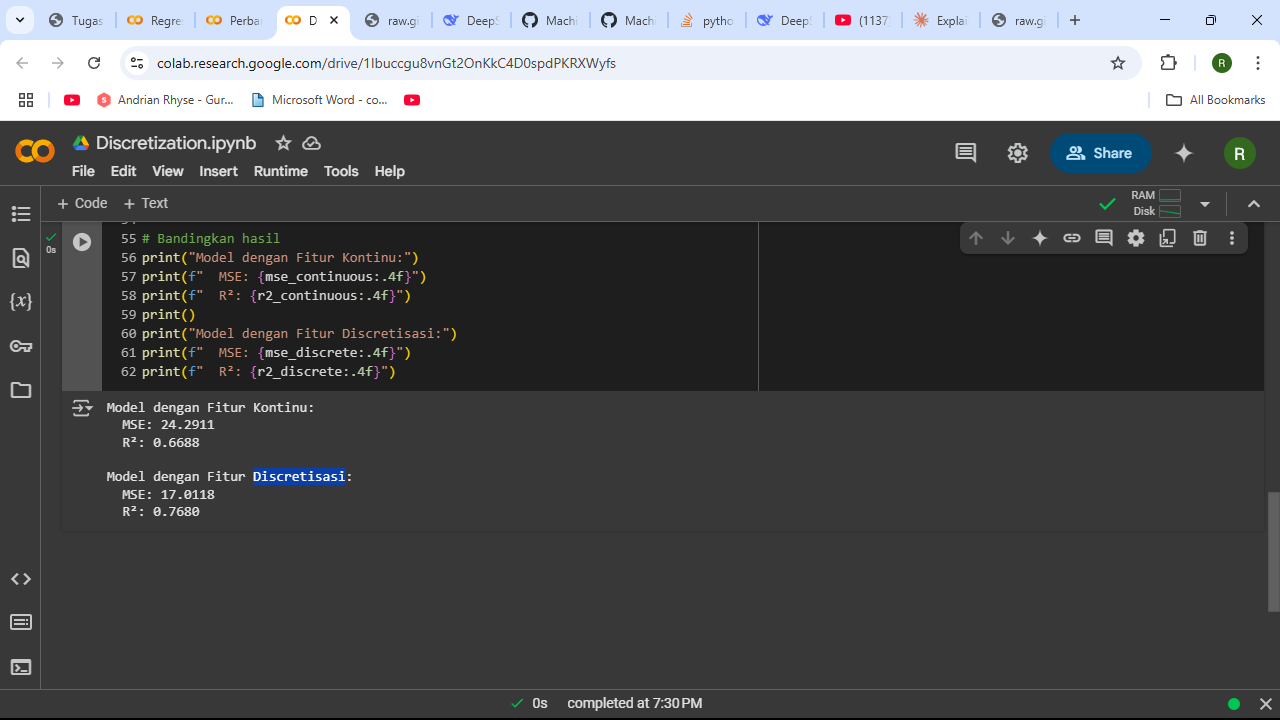 Tugas
Regre
Perba
D
raw.gi
DeepS
Machi
Machi
pytho
DeepS
(1137)
Explai
raw.gi
colab.research.google.com/drive/1Ibuccgu8vnGt2OnKkC4D0spdPKRXWyfs
R
Andrian Rhyse - Gur...
Microsoft Word - co...
All Bookmarks
Discretization.ipynb
File Edit View Insert Runtime Tools Help
Share
R
+ Code + Text
RAM
Disk
0s
55 # Bandingkan hasil
56 print("Model dengan Fitur Kontinu:")
57 print(f"  MSE: {mse_continuous:.4f}")
58 print(f"  R²: {r2_continuous:.4f}")
59 print()
60 print("Model dengan Fitur Discretisasi:")
61 print(f"  MSE: {mse_discrete:.4f}")
62 print(f"  R²: {r2_discrete:.4f}")
Model dengan Fitur Kontinu:
MSE: 24.2911
R²: 0.6688
Model dengan Fitur Discretisasi:
MSE: 17.0118
R²: 0.7680
{x}
0s completed at 7:30 PM